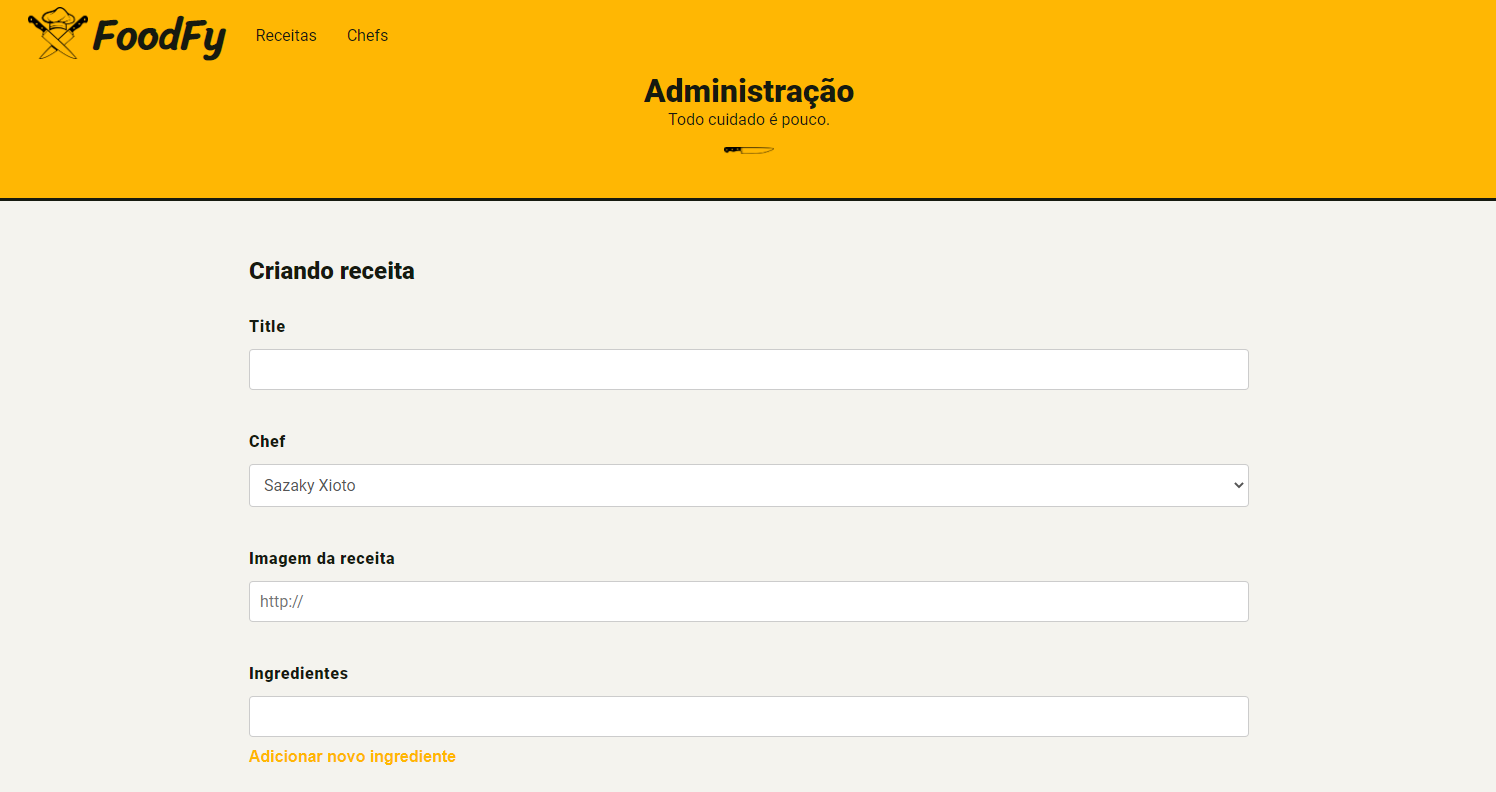 FoodFy Receitas Chefs
Administração
Todo cuidado é pouco.
Criando receita
Title
Chef
Sazaky Xioto
Imagem da receita
http://
Ingredientes
Adicionar novo ingrediente